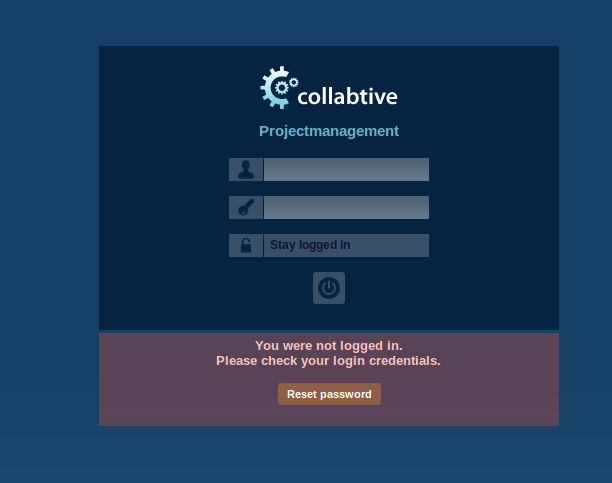 collabtive
Projectmanagement
Stay logged in
You were not logged in.
Please check your login credentials.
Reset password